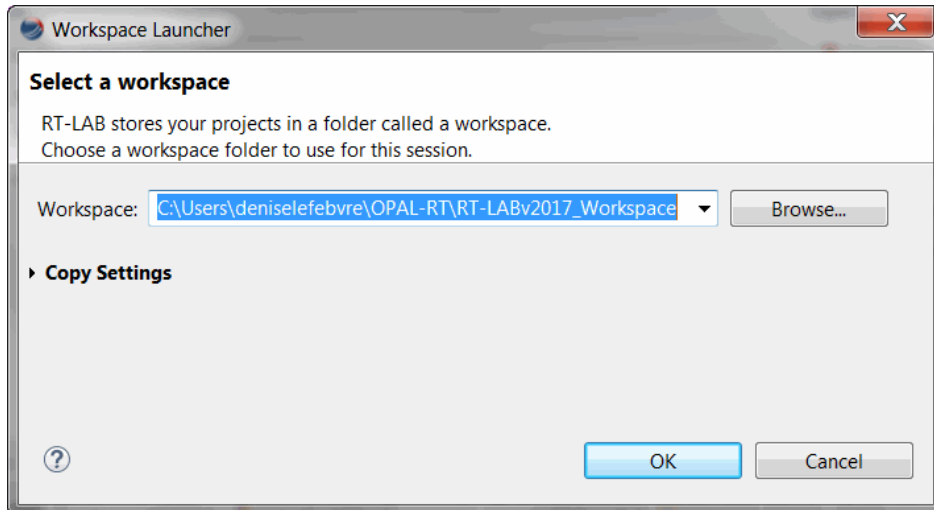 Workspace Launcher
X
Select a workspace
RT-LAB stores your projects in a folder called a workspace.
Choose a workspace folder to use for this session.
Workspace: C:\Users\deniselefebvre\OPAL-RT\RT-LABv2017_Workspace Browse...
Copy Settings
? OK Cancel